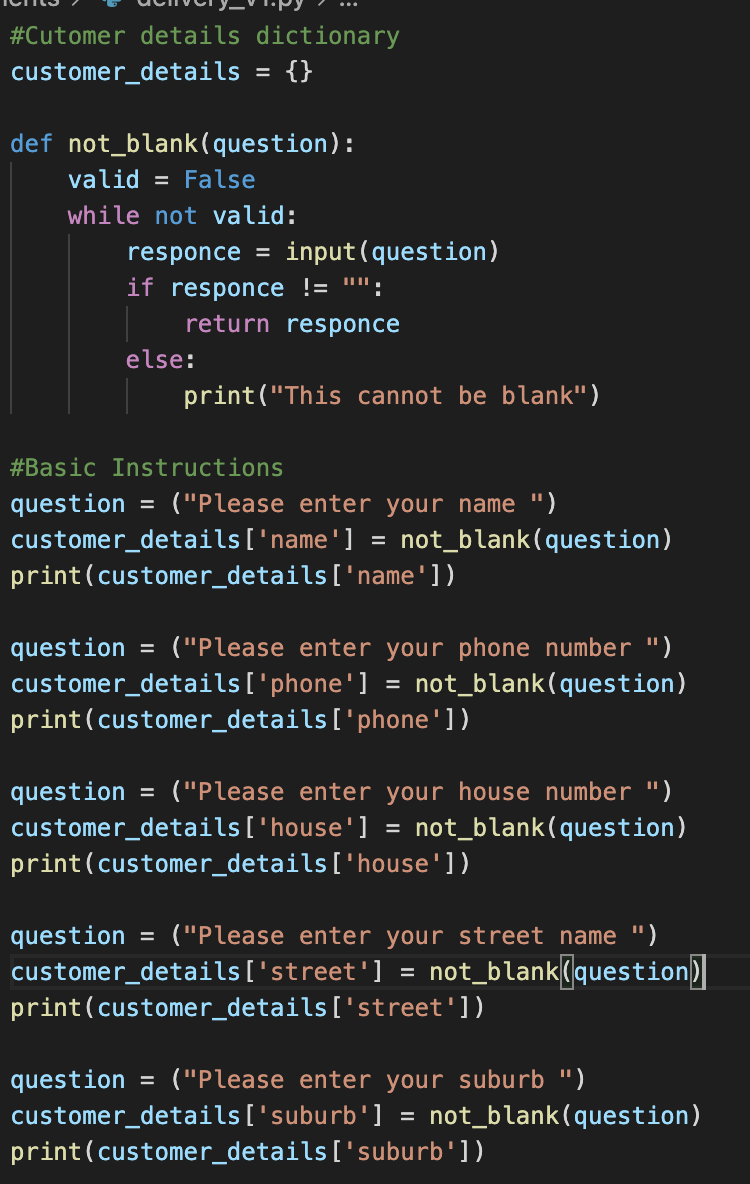 delivery_v1.py > ...
#Cutomer details dictionary
customer_details = {}
def not_blank(question):
    valid = False
    while not valid:
        responce = input(question)
        if responce != "":
            return responce
        else:
            print("This cannot be blank")
#Basic Instructions
question = ("Please enter your name ")
customer_details['name'] = not_blank(question)
print(customer_details['name'])
question = ("Please enter your phone number ")
customer_details['phone'] = not_blank(question)
print(customer_details['phone'])
question = ("Please enter your house number ")
customer_details['house'] = not_blank(question)
print(customer_details['house'])
question = ("Please enter your street name ")
customer_details['street'] = not_blank(question)
print(customer_details['street'])
question = ("Please enter your suburb ")
customer_details['suburb'] = not_blank(question)
print(customer_details['suburb'])